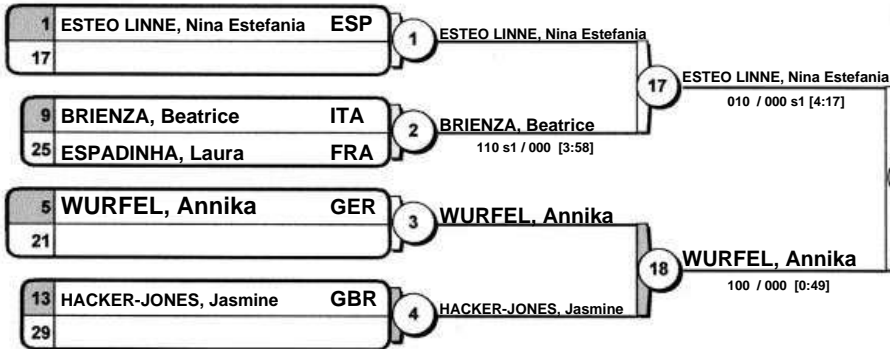 1 ESTEO LINNE, Nina Estefania ESP
17
1
ESTEO LINNE, Nina Estefania
9 BRIENZA, Beatrice ITA
25 ESPADINHA, Laura FRA
2
BRIENZA, Beatrice
110 s1 / 000 [3:58]
17
ESTEO LINNE, Nina Estefania
010 / 000 s1 [4:17]
5 WURFEL, Annika GER
21
3
WURFEL, Annika
13 HACKER-JONES, Jasmine GBR
29
4
HACKER-JONES, Jasmine
18
WURFEL, Annika
100 / 000 [0:49]